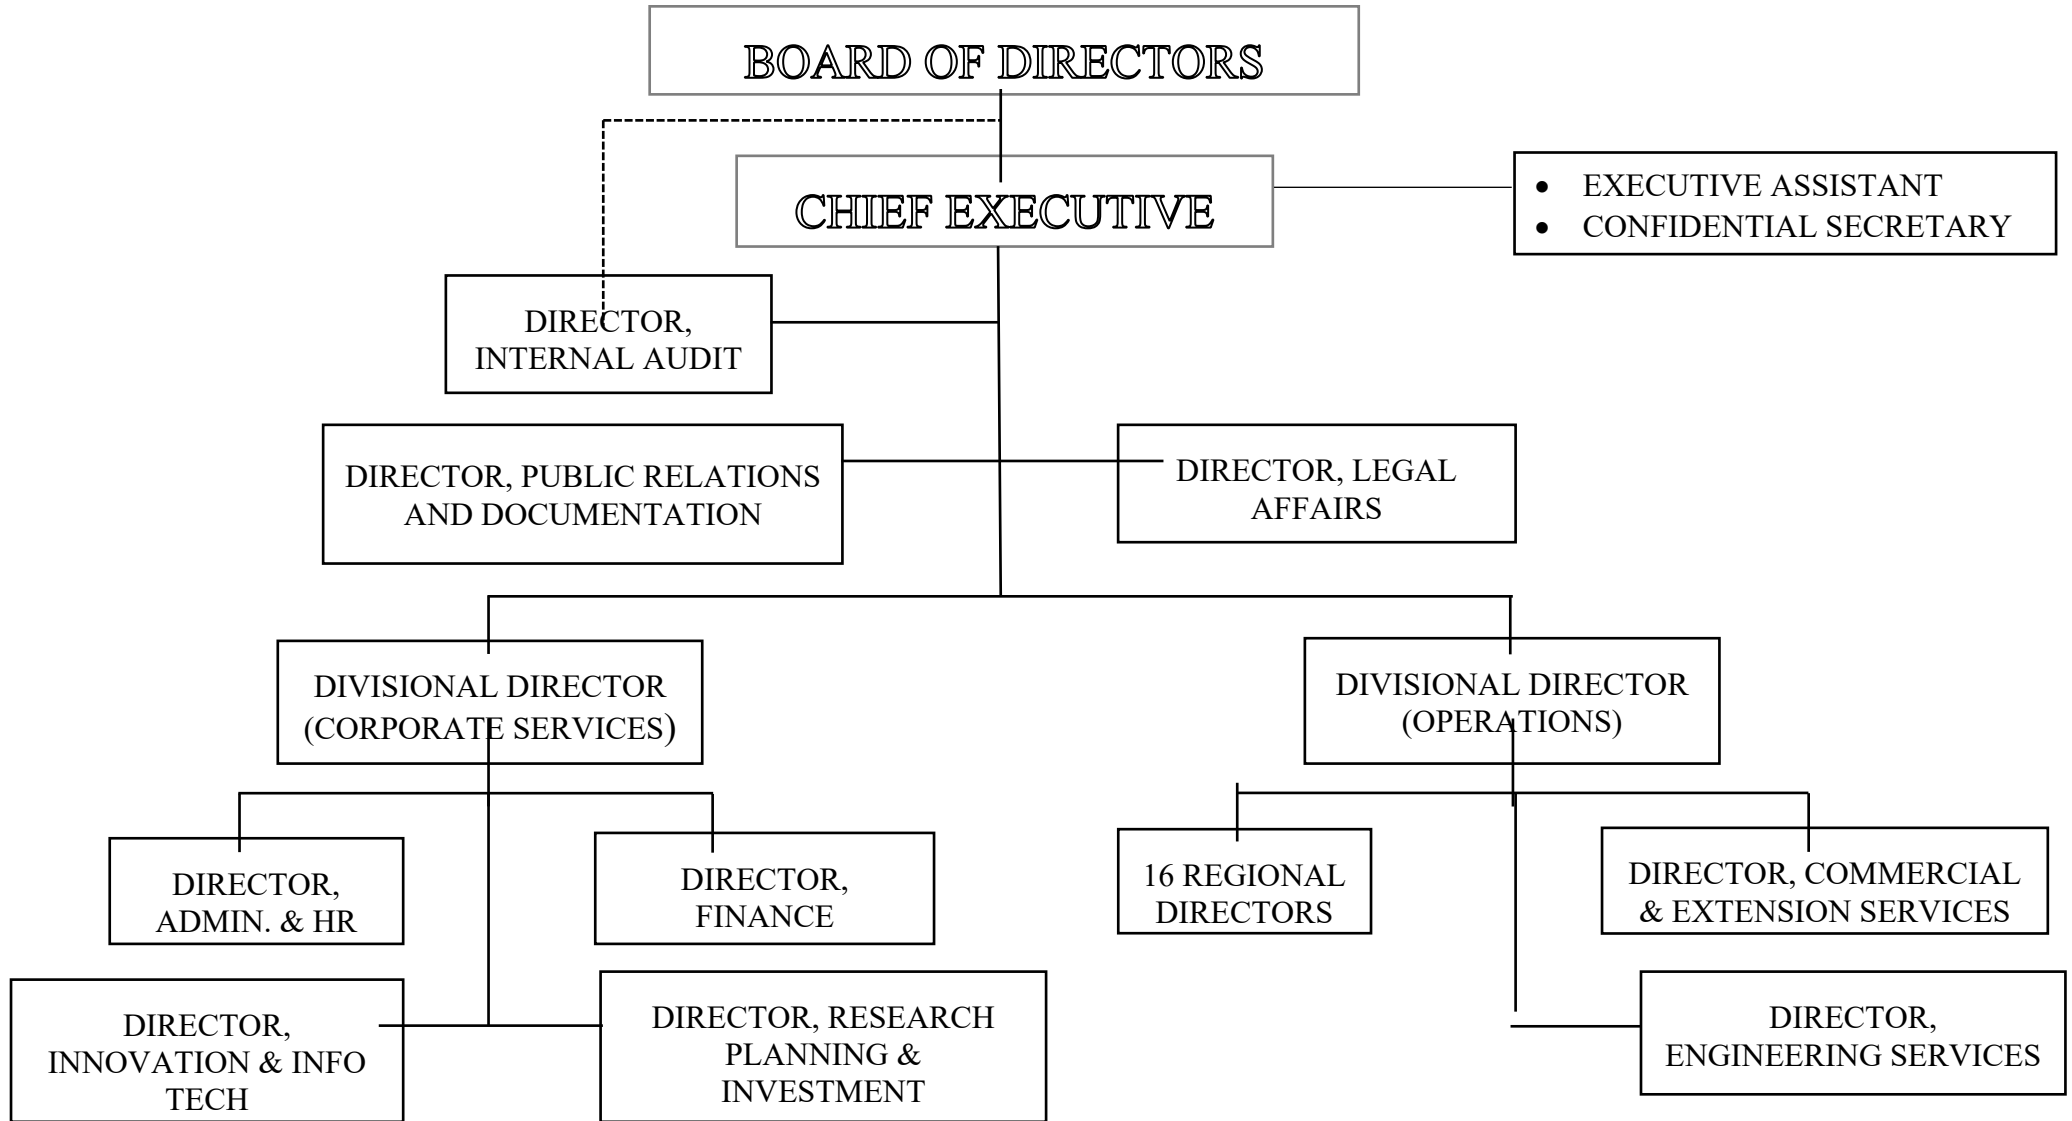 BOARD OF DIRECTORS
CHIEF EXECUTIVE
• EXECUTIVE ASSISTANT
• CONFIDENTIAL SECRETARY
DIRECTOR,
INTERNAL AUDIT
DIRECTOR, PUBLIC RELATIONS
AND DOCUMENTATION
DIRECTOR, LEGAL
AFFAIRS
DIVISIONAL DIRECTOR
(CORPORATE SERVICES)
DIVISIONAL DIRECTOR
(OPERATIONS)
DIRECTOR,
ADMIN. & HR
DIRECTOR,
FINANCE
16 REGIONAL
DIRECTORS
DIRECTOR, COMMERCIAL
& EXTENSION SERVICES
DIRECTOR,
INNOVATION & INFO
TECH
DIRECTOR, RESEARCH
PLANNING &
INVESTMENT
DIRECTOR,
ENGINEERING SERVICES